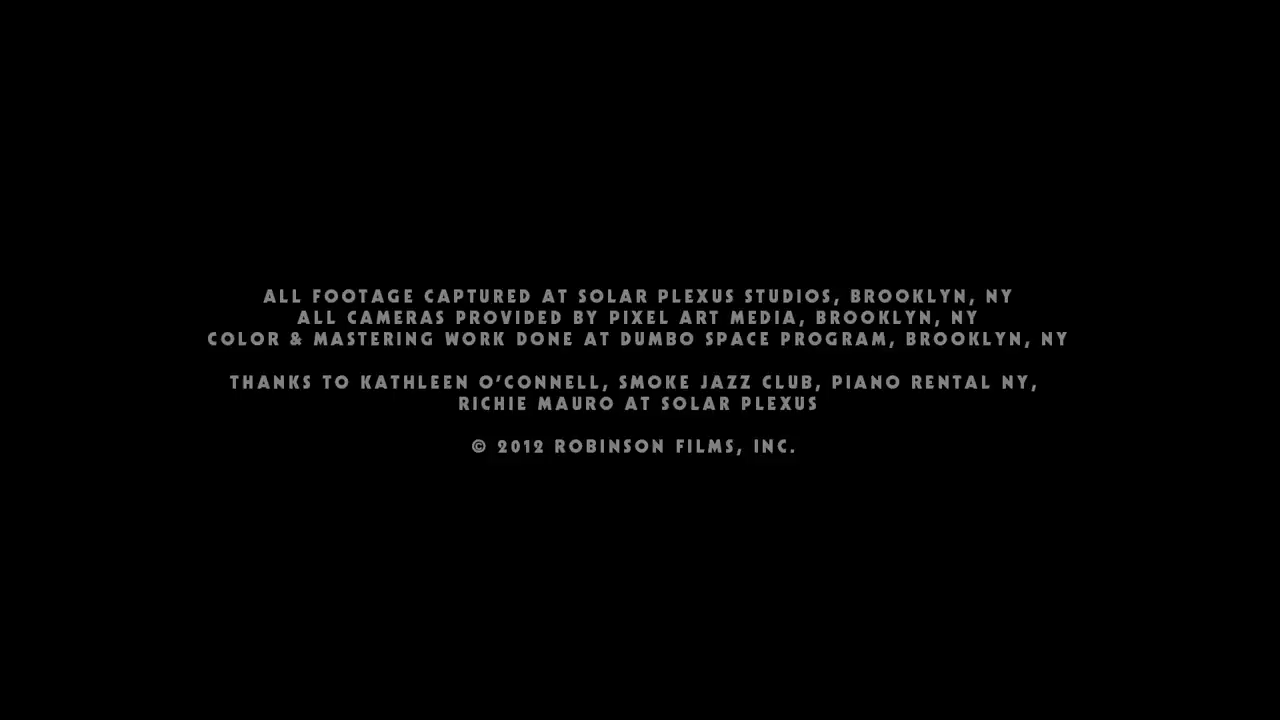 ALL FOOTAGE CAPTURED AT SOLAR PLEXUS STUDIOS, BROOKLYN, NY
ALL CAMERAS PROVIDED BY PIXEL ART MEDIA, BROOKLYN, NY
COLOR & MASTERING WORK DONE AT DUMBO SPACE PROGRAM, BROOKLYN, NY
THANKS TO KATHLEEN O'CONNELL, SMOKE JAZZ CLUB, PIANO RENTAL NY,
RICHIE MAURO AT SOLAR PLEXUS
© 2012 ROBINSON FILMS, INC.